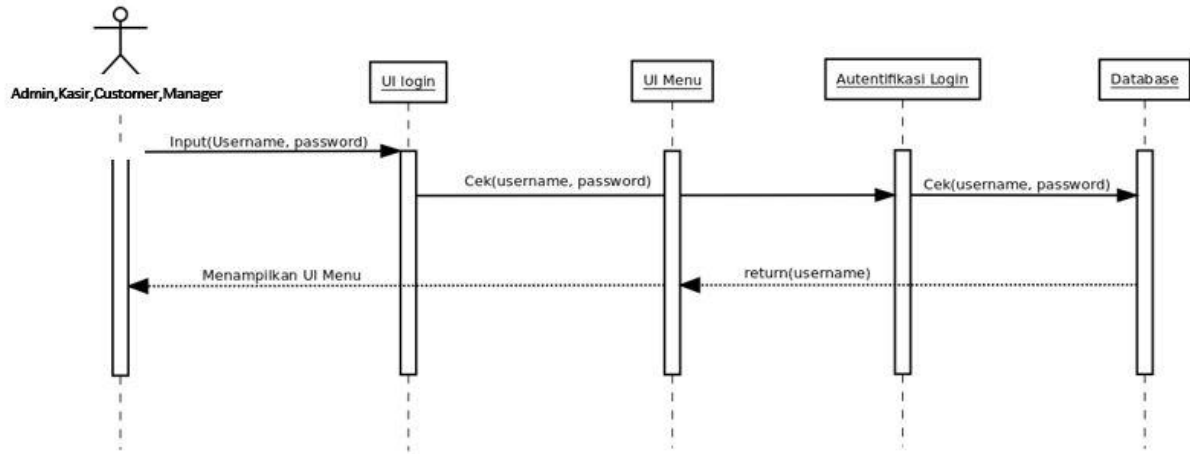 Admin,Kasir,Customer,Manager
UI login
UI Menu
Autentifikasi Login
Database
Input(Username, password)
Cek(username, password)
Cek(username, password)
Menampilkan UI Menu
return(username)